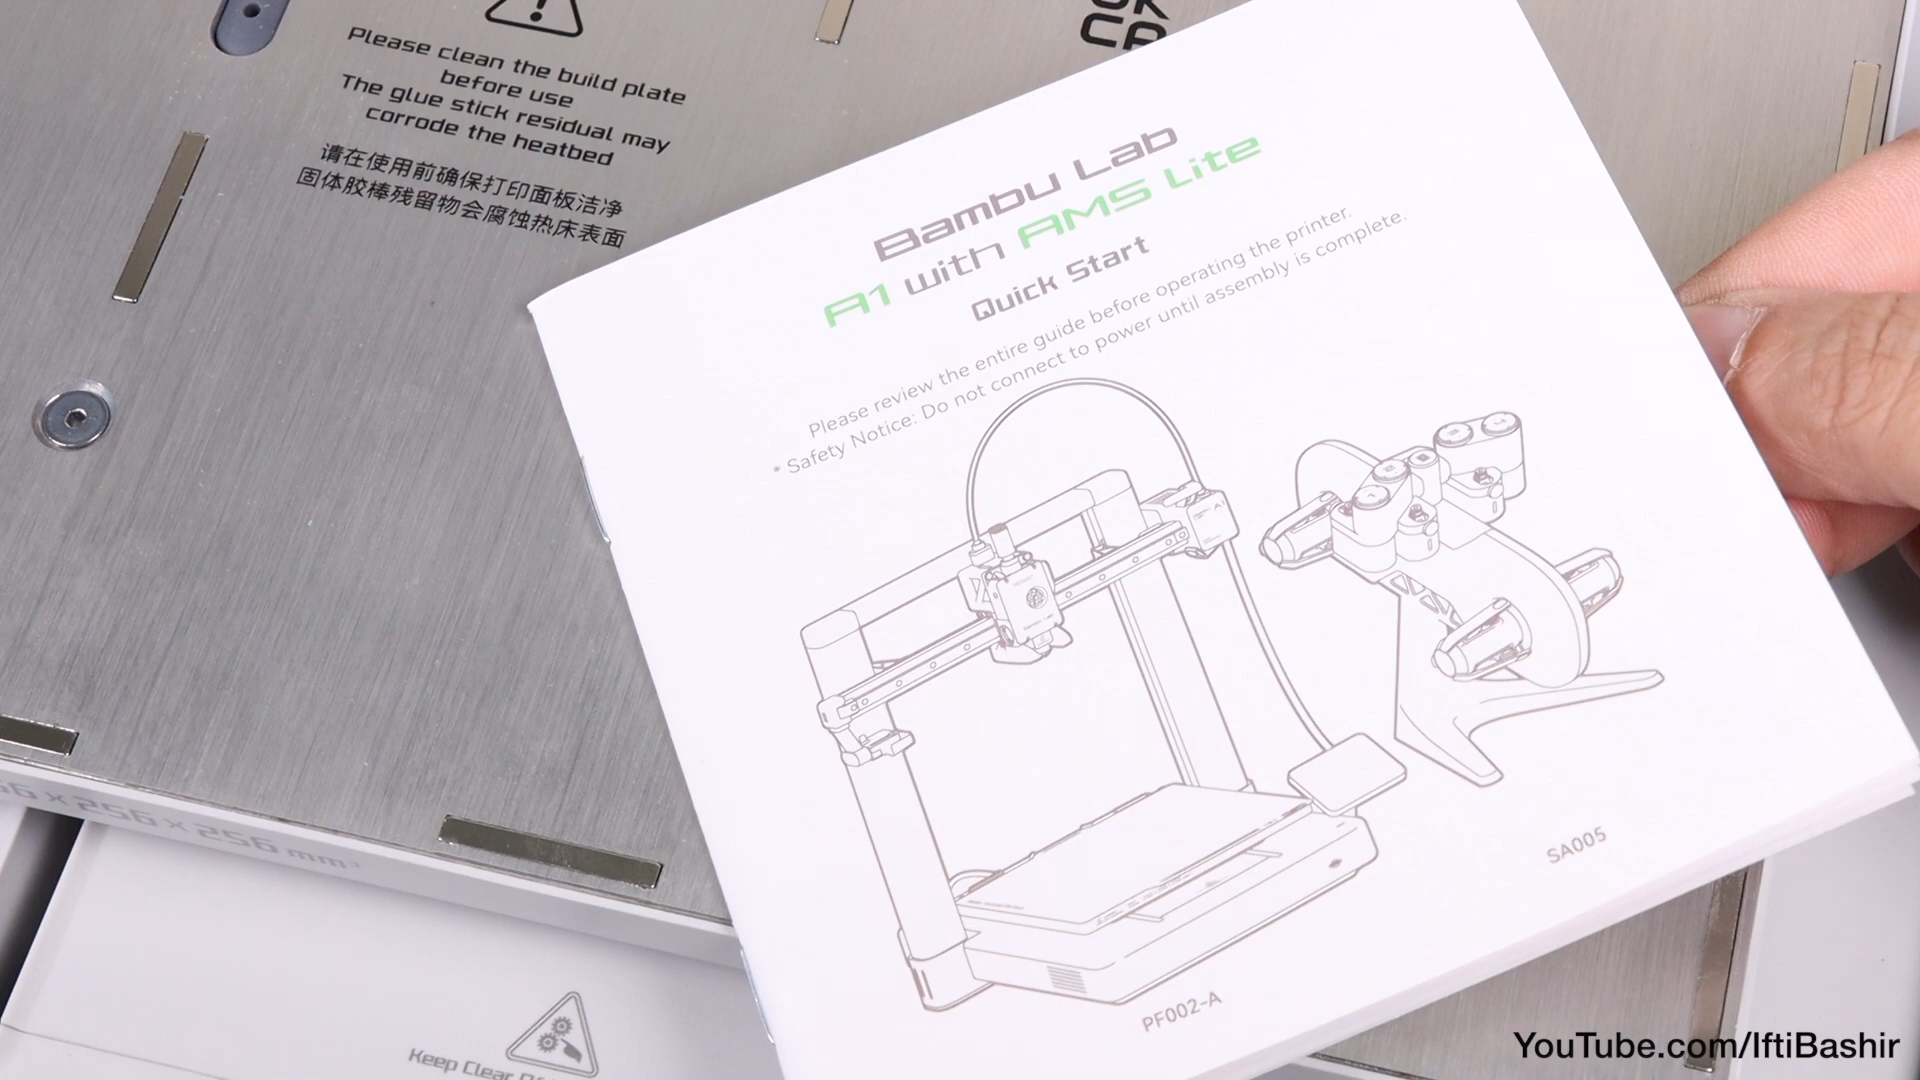 Please clean the build plate
before use
The glue stick residual may
corrode the heatbed
请在使用前确保打印面板洁净
固体胶棒残留物会腐蚀热床表面
Bambu Lab
A1 with AMS Lite
Quick Start
Please review the entire guide before operating the printer.
* Safety Notice: Do not connect to power until assembly is complete.
A1
SA005
PF002-A
x 256 x 256 mm³
Keep Clear
YouTube.com/IftiBashir